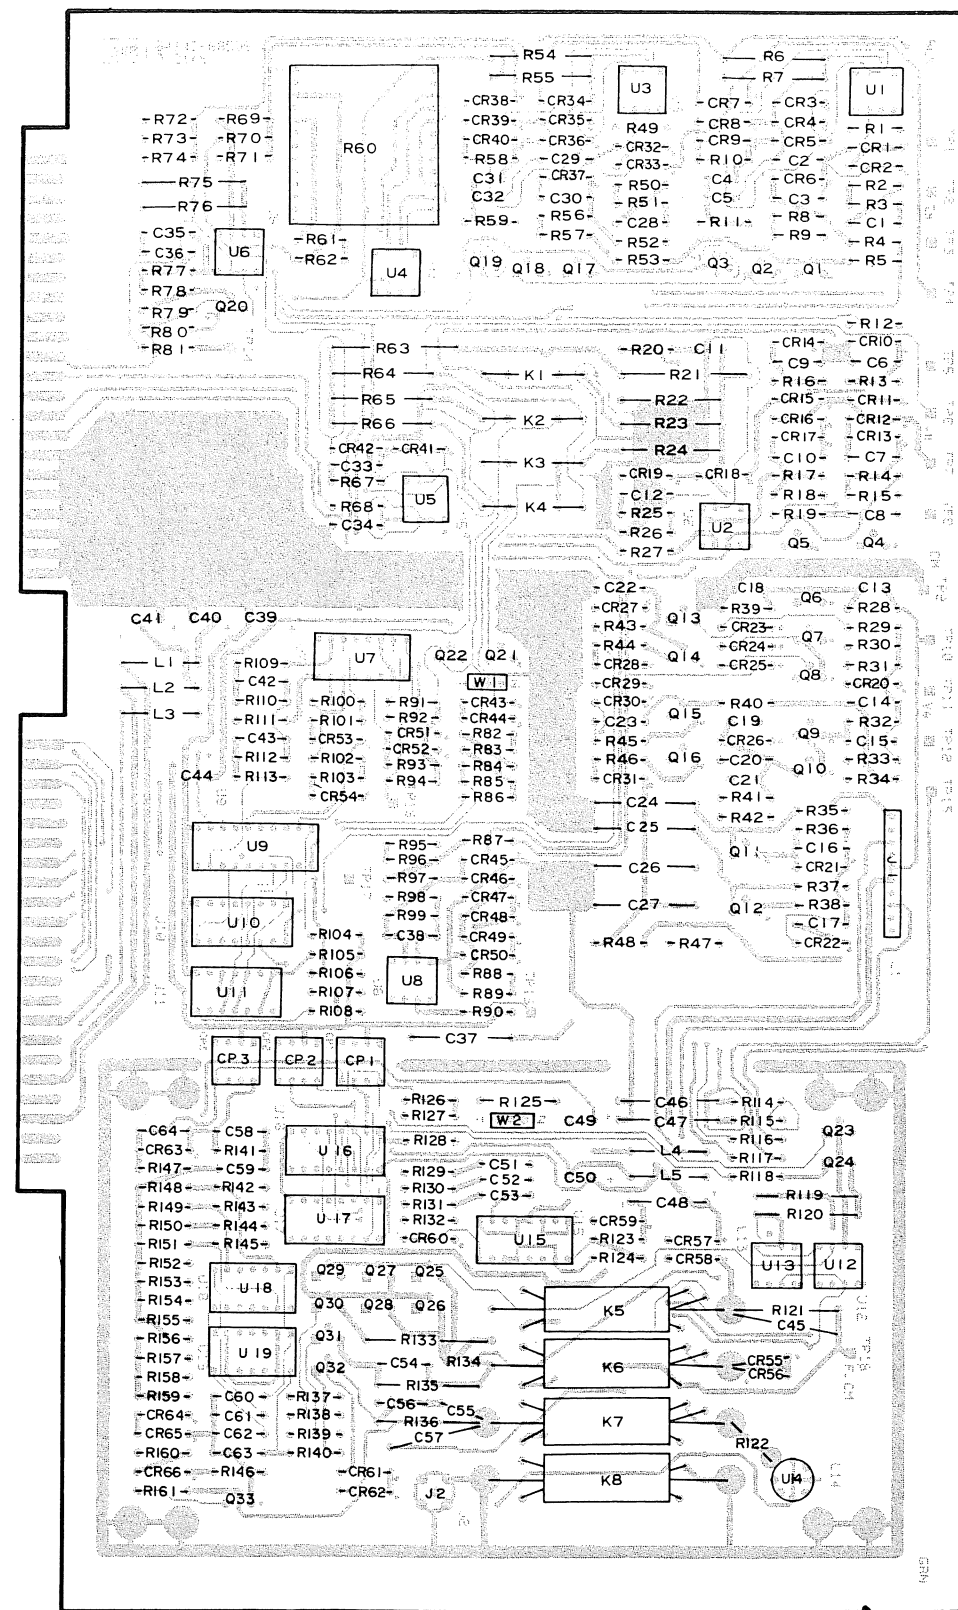 R54
R6
R55
R7
U3
U1
CR38 CR34 CR7 CR3
R72 R69 CR39 CR35 R49 CR8 CR4 R1
R73 R70 CR40 CR36 CR32 CR9 CR5 CR1
R74 R71 R60 R58 C29 CR33 R10 C2 CR2
R75 C31 CR37 R50 C4 CR6 R2
R76 C32 C30 R51 C5 C3 R3
R59 R56 C28 R11 R8 C1
C35 U6 R61 R57 R52 R9 R4
C36 R62 U4 Q19 Q18 Q17 R53 Q3 Q2 Q1 R5
R77
R78
R79 Q20
R80 R12
R81 R63 R20 C11 CR14 CR10
R64 K1 R21 C9 C6
R16 R13
R65 R22 CR15 CR11
R66 K2 R23 CR16 CR12
CR42 CR41 R24 CR17 CR13
C33 K3 C10 C7
R67 CR19 CR18 R17 R14
U5 C12 R18 R15
R68 K4 R25 U2 R19 C8
C34 R26 Q5 Q4
R27
C22 C18 Q6 C13
CR27 Q13 R39 R28
C41 C40 C39 R43 CR23 Q7 R29
R44 CR24 R30
L1 R109 U7 Q22 Q21 CR28 Q14 CR25 Q8 R31
C42 W1 CR29 CR20
L2 R110 R100 R91 CR43 CR30 R40 C14
L3 R111 R101 R92 CR44 C23 Q15 C19 Q9 R32
C43 CR53 CR51 R82 R45 CR26 C15
R112 R102 CR52 R83 R46 Q16 C20 Q10 R33
C44 R113 R103 R93 R84 CR31 C21 R34
CR54 R94 R85 R41
R86 C24 R42 R35
U9 R95 R87 C25 R36
R96 CR45 Q11 C16
R97 CR46 C26 CR21
R98 CR47 R37
U10 R99 CR48 C27 Q12 R38
R104 C38 CR49 C17
R105 CR50 R48 R47 CR22
R106 U8 R88
U11 R107 R89
R108 R90
C37
CP3 CP2 CP1
R126 R125 C46 R114
R127 W2 C49 C47 R115
C64 C58 R128 R116 Q23
CR63 R141 U16 L4 R117
R147 C59 R129 C51 L5 R118 Q24
R148 R142 R130 C52 C50
R149 R143 U17 R131 C53 C48 R119
R150 R144 R132 CR59 R120
R151 R145 CR60 U15 R123 CR57
R152 R124 CR58 U13 U12
R153 U18 Q29 Q27 Q25
R154 Q30 Q28 Q26 K5 R121
R155 C45
R156 U19 Q31 R133
R157 C54 R134 K6 CR55
R158 Q32 R135 CR56
R159 C60 R137 C56 C55
CR64 C61 R138 R136 K7
CR65 C62 R139 C57 R122
R160 C63 R140
CR66 R146 CR61 K8 U14
R161 Q33 CR62 J2